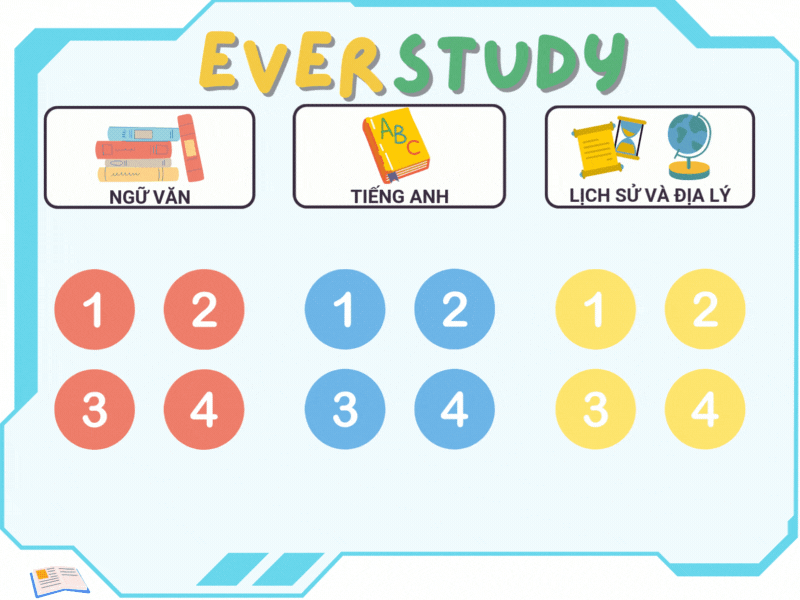 EVERSTUDY
ABC
NGỮ VĂN
TIẾNG ANH
LỊCH SỬ VÀ ĐỊA LÝ
1 2 1 2 1 2
3 4 3 4 3 4